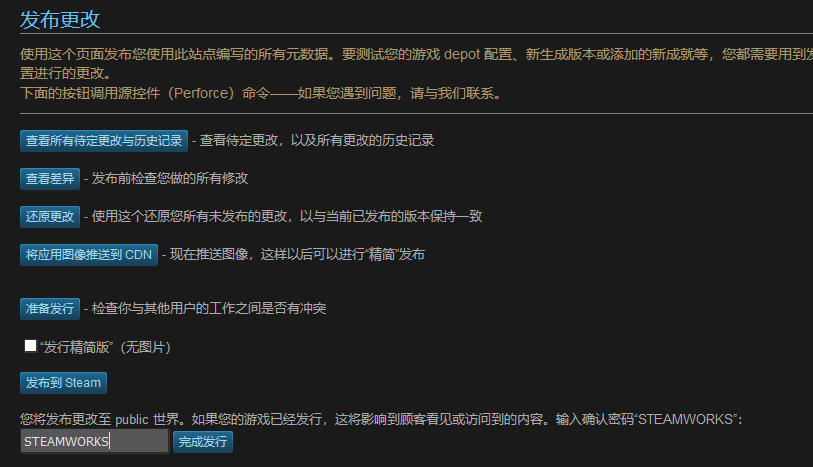 发布更改
使用这个页面发布您使用此站点编写的所有元数据。要测试您的游戏 depot 配置、新生成版本或添加的新成就等，您都需要用到发
置进行的更改。
下面的按钮调用源控件（Perforce）命令——如果您遇到问题，请与我们联系。
查看所有待定更改与历史记录 - 查看待定更改，以及所有更改的历史记录
查看差异 - 发布前检查您做的所有修改
还原更改 - 使用这个还原您所有未发布的更改，以与当前已发布的版本保持一致
将应用图像推送到 CDN - 现在推送图像，这样以后可以进行“精简”发布
准备发行 - 检查你与其他用户的工作之间是否有冲突
“发行精简版”（无图片）
发布到 Steam
您将发布更改至 public 世界。如果您的游戏已经发行，这将影响到顾客看见或访问到的内容。输入确认密码“STEAMWORKS”：
STEAMWORKS 完成发行